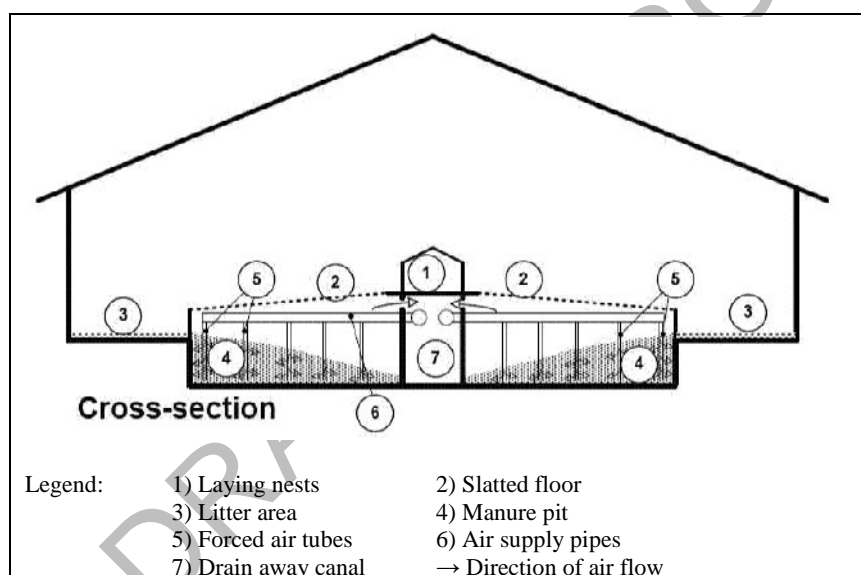 1
5
2
2
5
3
3
4
7
4
Cross-section
6
Legend: 1) Laying nests 2) Slatted floor
3) Litter area 4) Manure pit
5) Forced air tubes 6) Air supply pipes
7) Drain away canal → Direction of air flow
DRA